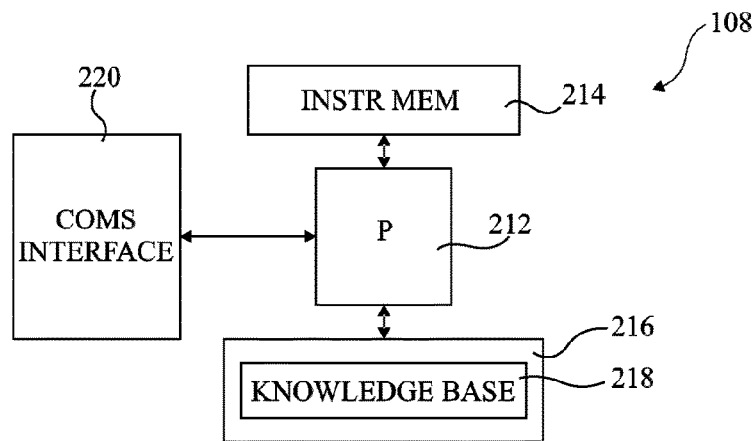 108
220
INSTR MEM
214
COMS
INTERFACE
P
212
216
KNOWLEDGE BASE
218